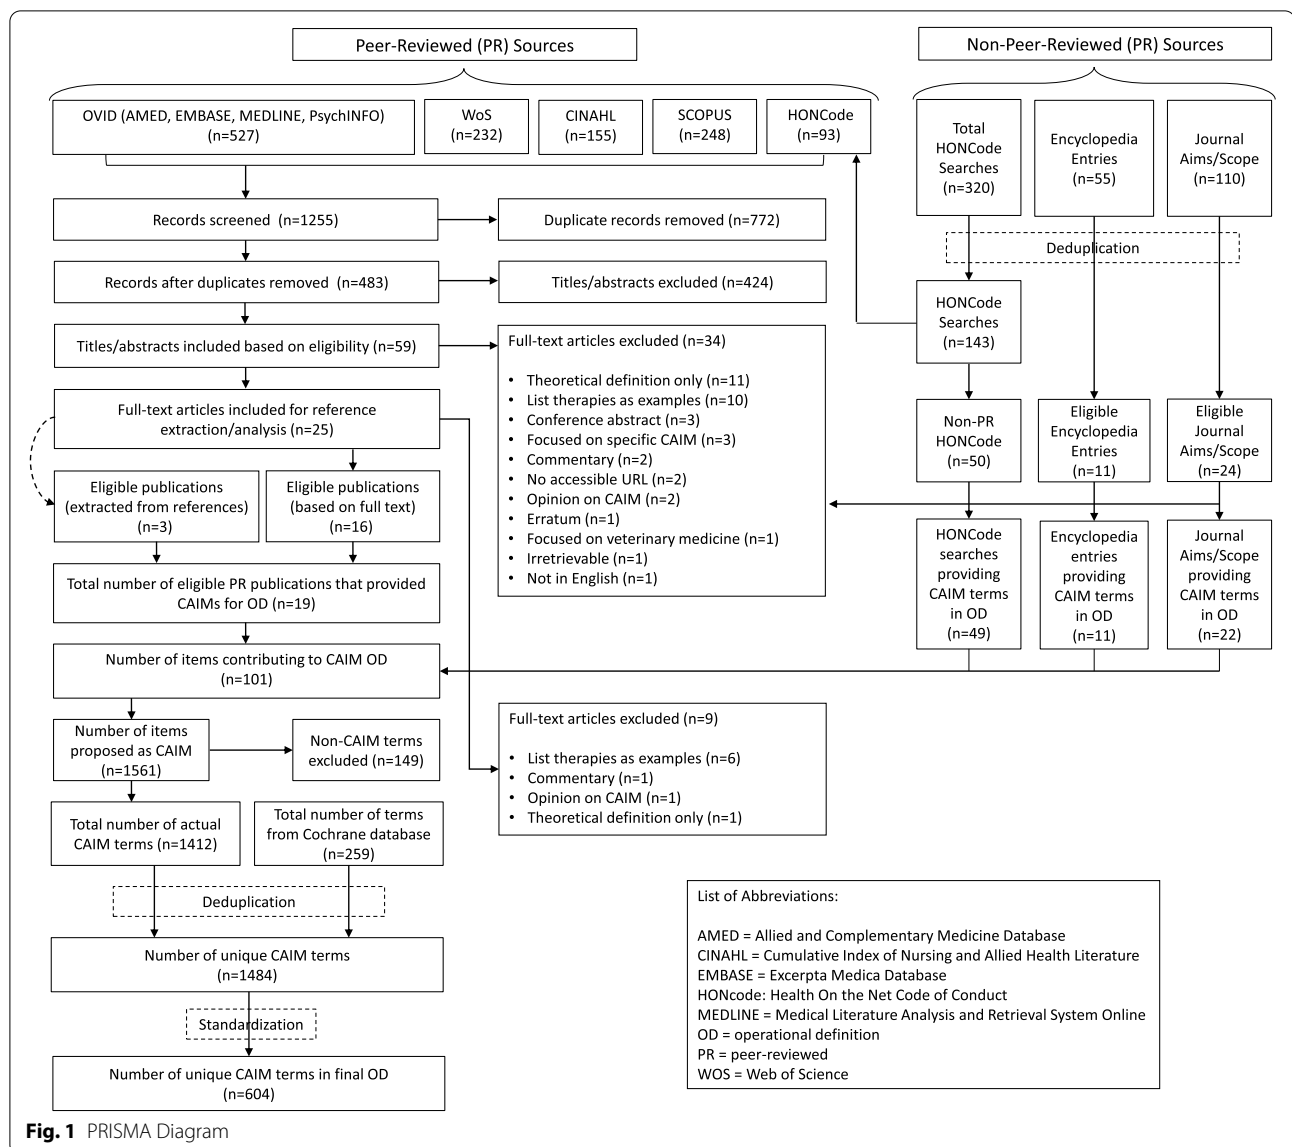 Peer-Reviewed (PR) Sources
Non-Peer-Reviewed (PR) Sources
OVID (AMED, EMBASE, MEDLINE, PsychINFO)
(n=527)
WoS
(n=232)
CINAHL
(n=155)
SCOPUS
(n=248)
HONCode
(n=93)
Total
HONCode
Searches
(n=320)
Encyclopedia
Entries
(n=55)
Journal
Aims/Scope
(n=110)
Records screened (n=1255)
Duplicate records removed (n=772)
Deduplication
Records after duplicates removed (n=483)
Titles/abstracts excluded (n=424)
HONCode
Searches
(n=143)
Titles/abstracts included based on eligibility (n=59)
Full-text articles excluded (n=34)
• Theoretical definition only (n=11)
• List therapies as examples (n=10)
• Conference abstract (n=3)
• Focused on specific CAIM (n=3)
• Commentary (n=2)
• No accessible URL (n=2)
• Opinion on CAIM (n=2)
• Erratum (n=1)
• Focused on veterinary medicine (n=1)
• Irretrievable (n=1)
• Not in English (n=1)
Full-text articles included for reference
extraction/analysis (n=25)
Non-PR
HONCode
(n=50)
Eligible
Encyclopedia
Entries
(n=11)
Eligible
Journal
Aims/Scope
(n=24)
Eligible publications
(extracted from references)
(n=3)
Eligible publications
(based on full text)
(n=16)
HONCode
searches
providing
CAIM terms
in OD
(n=49)
Encyclopedia
entries
providing
CAIM terms
in OD
(n=11)
Journal
Aims/Scope
providing
CAIM terms
in OD
(n=22)
Total number of eligible PR publications that provided
CAIMs for OD (n=19)
Number of items contributing to CAIM OD
(n=101)
Number of items
proposed as CAIM
(n=1561)
Non-CAIM terms
excluded (n=149)
Full-text articles excluded (n=9)
• List therapies as examples (n=6)
• Commentary (n=1)
• Opinion on CAIM (n=1)
• Theoretical definition only (n=1)
Total number of actual
CAIM terms (n=1412)
Total number of terms
from Cochrane database
(n=259)
Deduplication
Number of unique CAIM terms
(n=1484)
Standardization
Number of unique CAIM terms in final OD
(n=604)
List of Abbreviations:
AMED = Allied and Complementary Medicine Database
CINAHL = Cumulative Index of Nursing and Allied Health Literature
EMBASE = Excerpta Medica Database
HONcode: Health On the Net Code of Conduct
MEDLINE = Medical Literature Analysis and Retrieval System Online
OD = operational definition
PR = peer-reviewed
WOS = Web of Science
Fig. 1 PRISMA Diagram